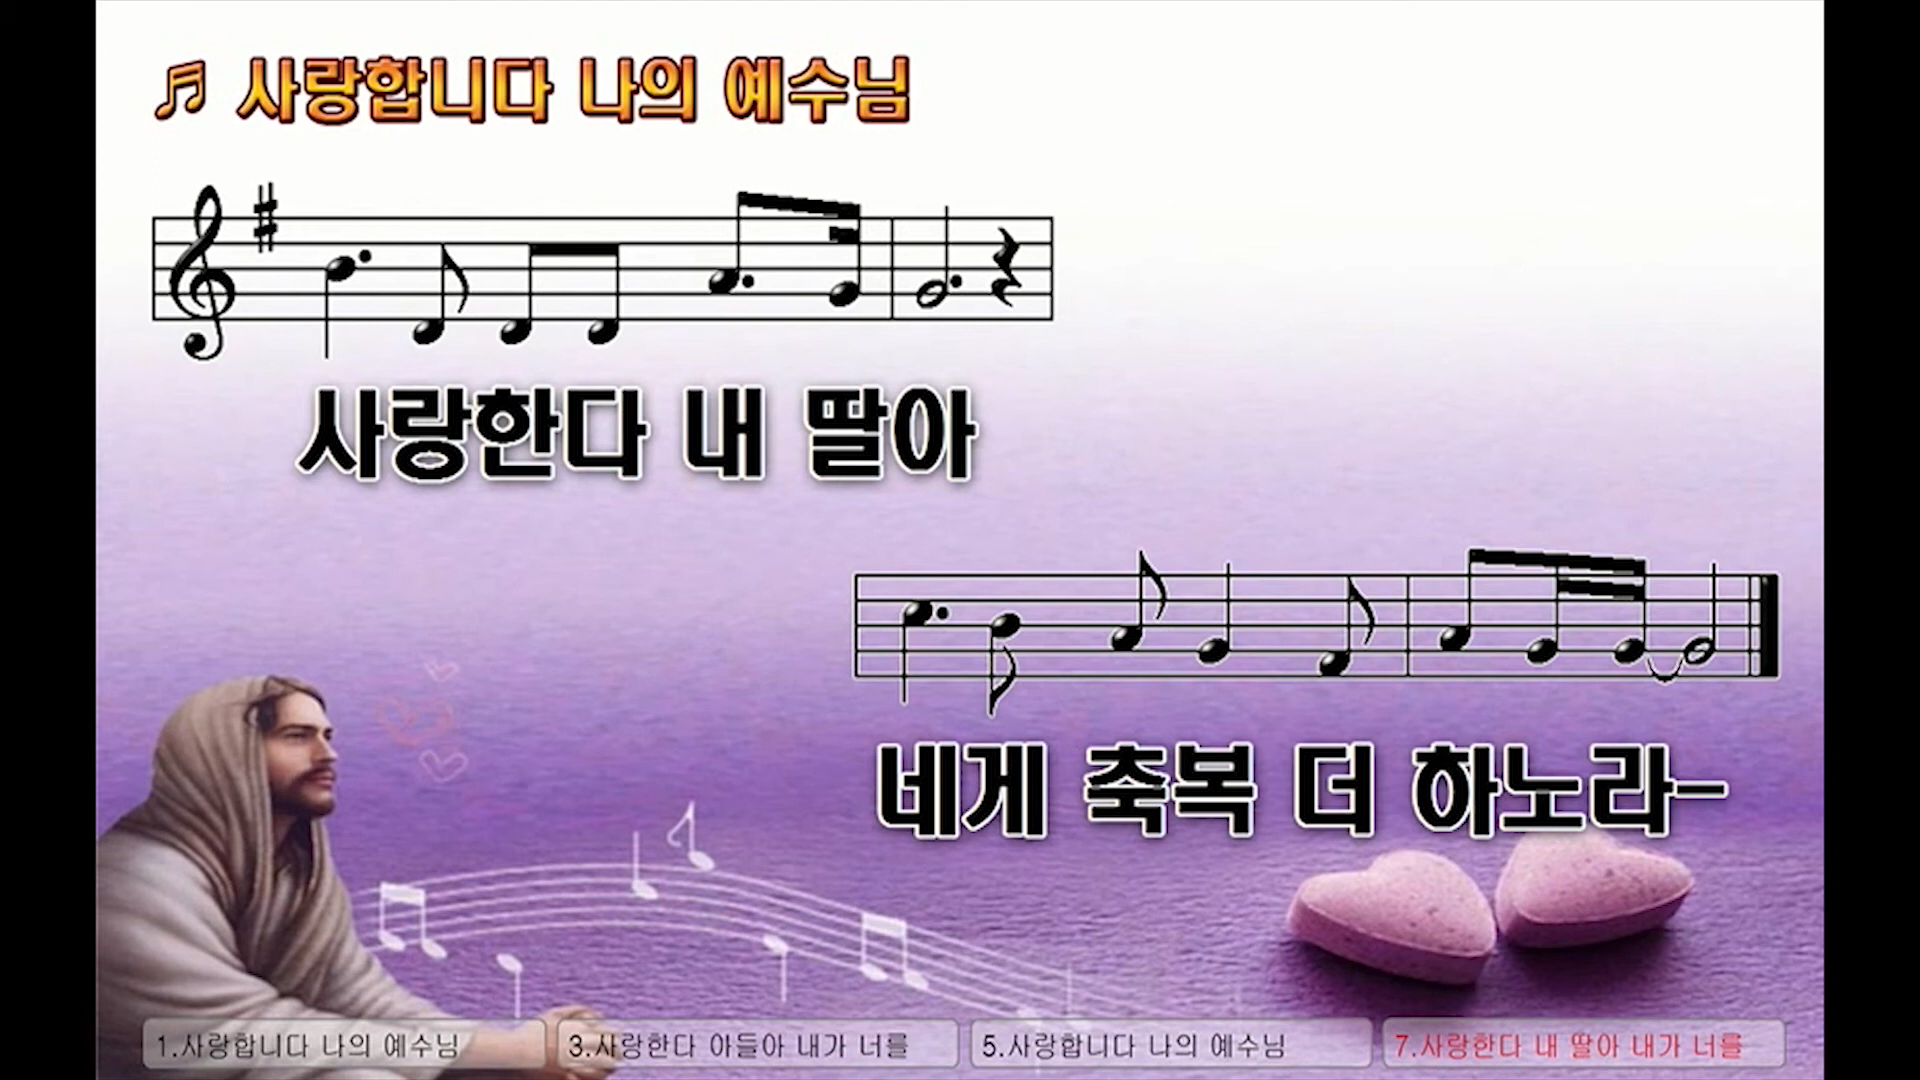 사랑합니다 나의 예수님
사랑한다 내 딸아
네게 축복 더 하노라-
1.사랑합니다 나의 예수님
3.사랑한다 아들아 내가 너를
5.사랑합니다 나의 예수님
7.사랑한다 내 딸아 내가 너를